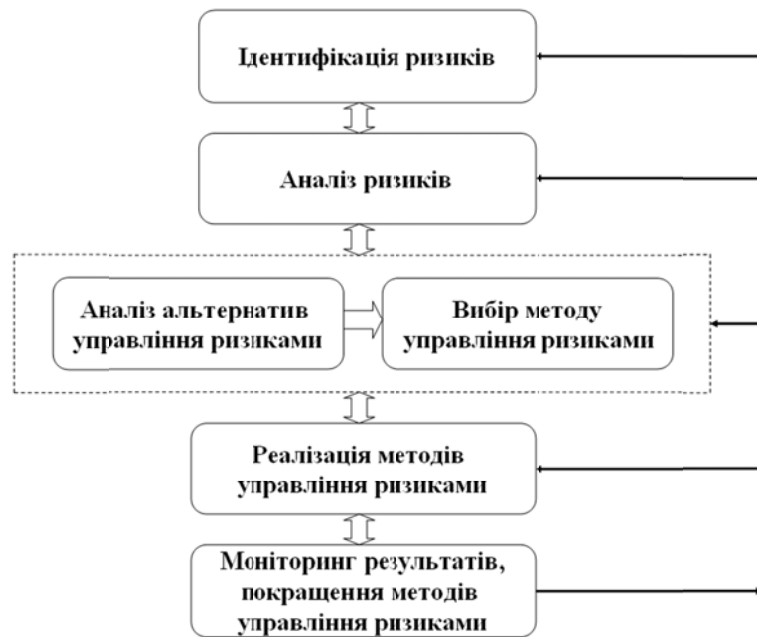 Ідентифікація ризиків
Аналіз ризиків
Аналіз альтернатив
управління ризиками
Вибір методу
управління ризиками
Реалізація методів
управління ризиками
Моніторинг результатів,
покращення методів
управління ризиками